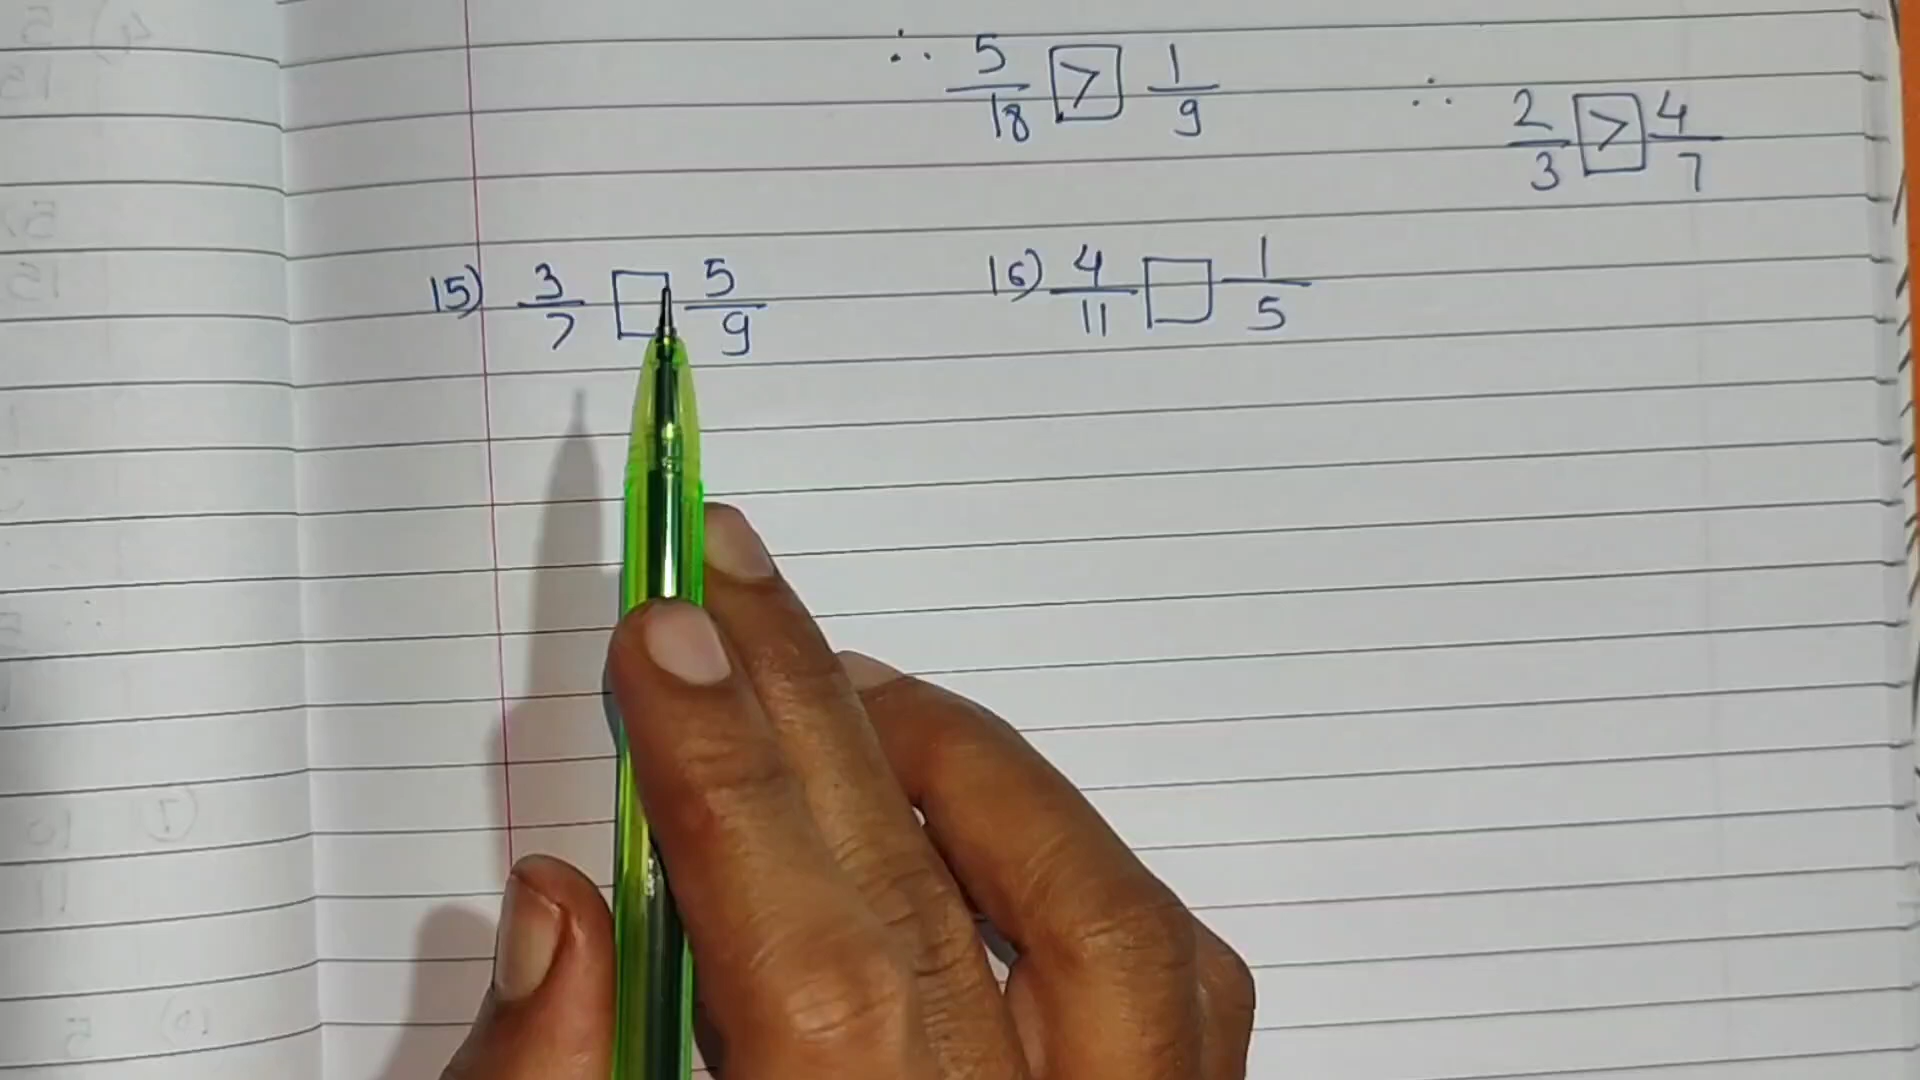 ∴ 5/18 > 1/9
∴ 2/3 > 4/7
15) 3/7 □ 5/9
16) 4/11 □ 1/5